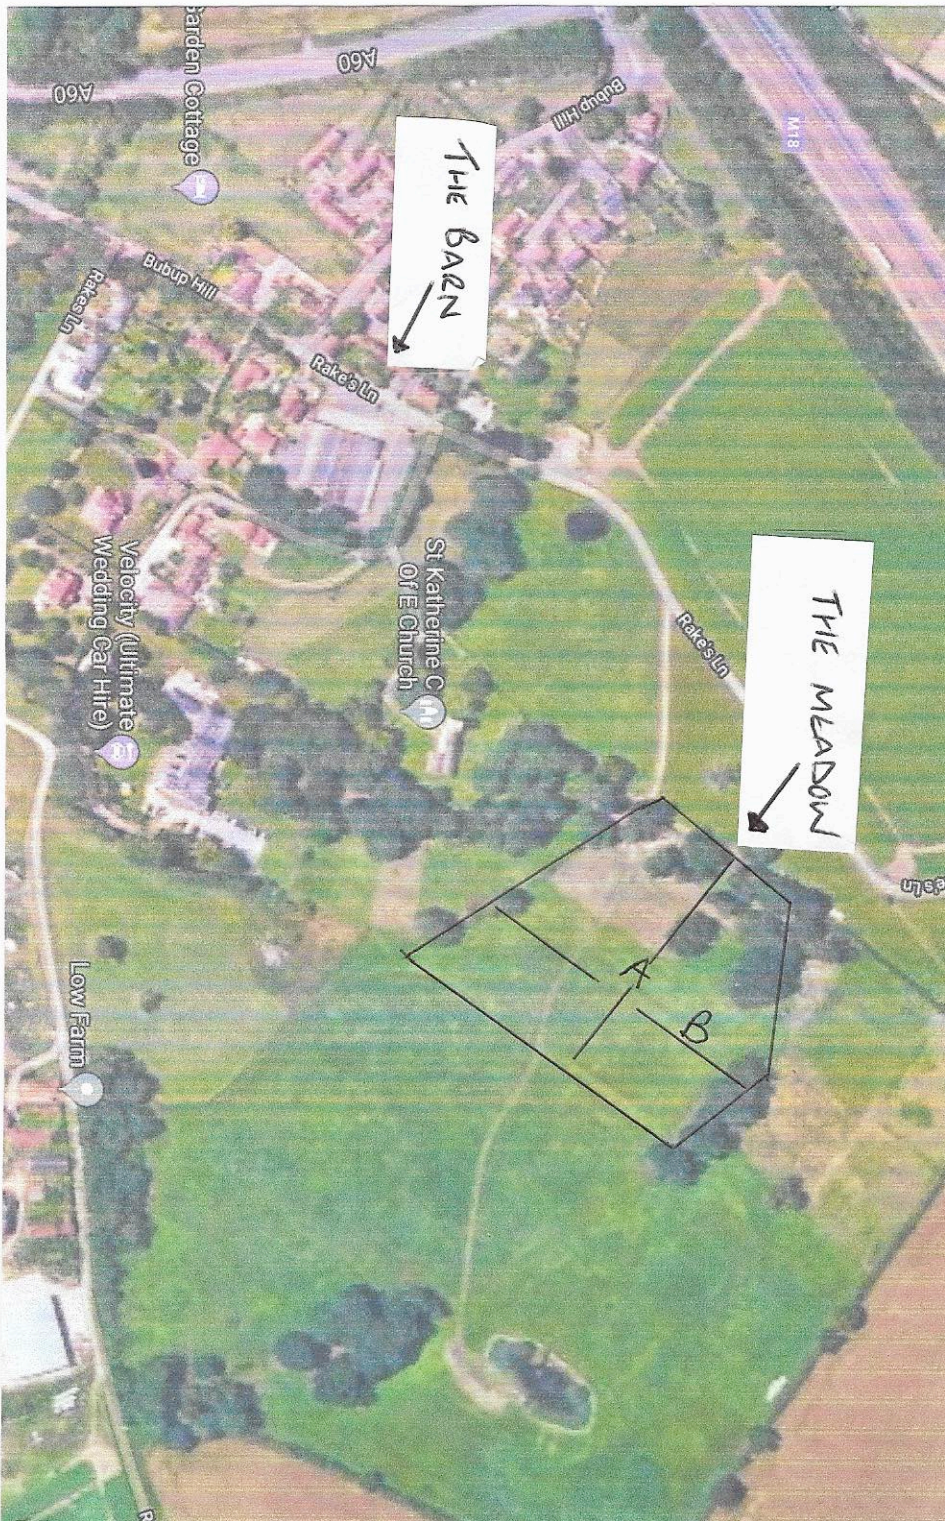 M18
A60
A60
Bubup Hill
THE BARN
Garden Cottage
Bubup Hill
Rakes Ln
Rake's Ln
THE MEADOW
Rake's Ln
St Katherine C
Of E Church
Velocity (Ultimate
Wedding Car Hire)
A
B
Low Farm